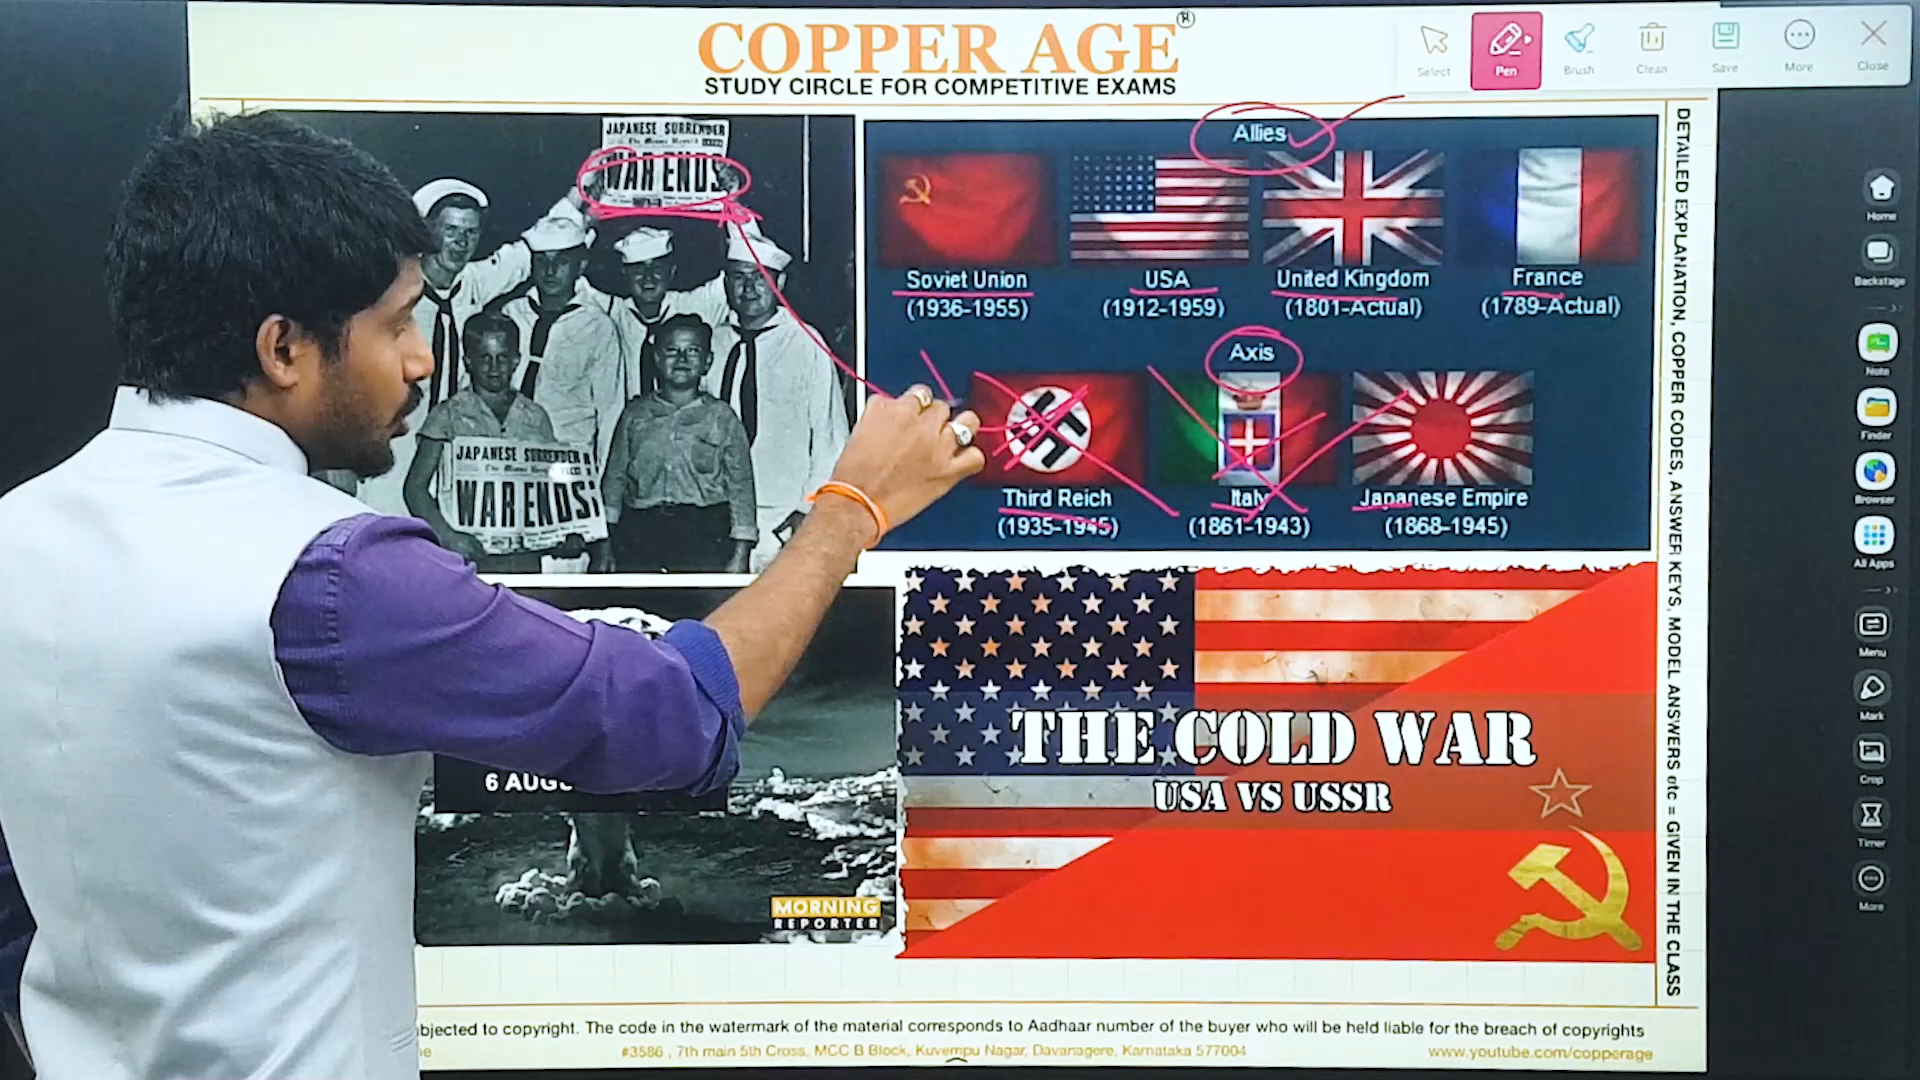 COPPER AGE®
STUDY CIRCLE FOR COMPETITIVE EXAMS
Select
Pen
Brush
Clean
Save
More
Close
JAPANESE SURRENDER
WAR ENDS
JAPANESE SURRENDER
WAR ENDS!
Allies
Soviet Union
(1936-1955)
USA
(1912-1959)
United Kingdom
(1801-Actual)
France
(1789-Actual)
Axis
Third Reich
(1935-1945)
Italy
(1861-1943)
Japanese Empire
(1868-1945)
6 AUGU
MORNING
REPORTER
THE COLD WAR
USA VS USSR
DETAILED EXPLANATION, COPPER CODES, ANSWER KEYS, MODEL ANSWERS etc = GIVEN IN THE CLASS
Home
Backstage
Note
Finder
Browser
All Apps
Menu
Mark
Crop
Timer
More
bjected to copyright. The code in the watermark of the material corresponds to Aadhaar number of the buyer who will be held liable for the breach of copyrights
#3586 , 7th main 5th Cross, MCC B Block, Kuvempu Nagar, Davanagere, Karnataka 577004
www.youtube.com/copperage